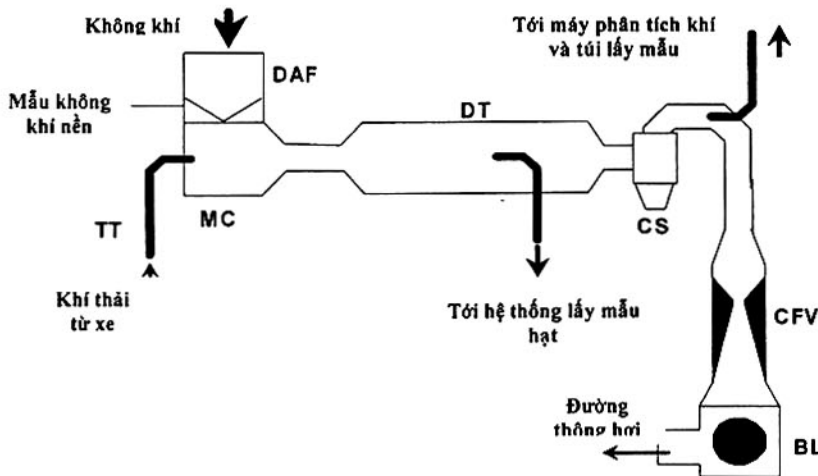 Không khí
Tới máy phân tích khí
và túi lấy mẫu
DAF
Mẫu không
khí nền
DT
TT
MC
CS
Khí thải
từ xe
Tới hệ thống lấy mẫu
hạt
CFV
Đường
thông hơi
BL